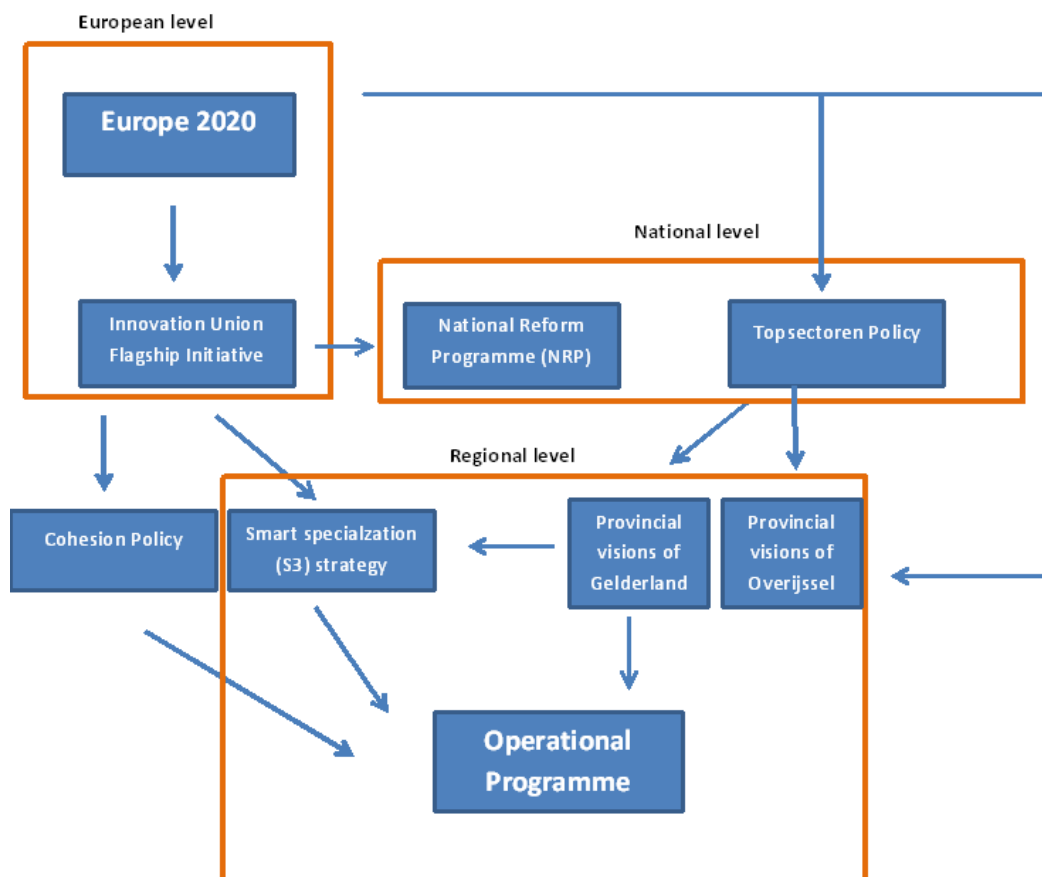 European level
Europe 2020
National level
Innovation Union
Flagship Initiative
National Reform
Programme (NRP)
Topsectoren Policy
Regional level
Cohesion Policy
Smart specialzation
(S3) strategy
Provincial
visions of
Gelderland
Provincial
visions of
Overijssel
Operational
Programme